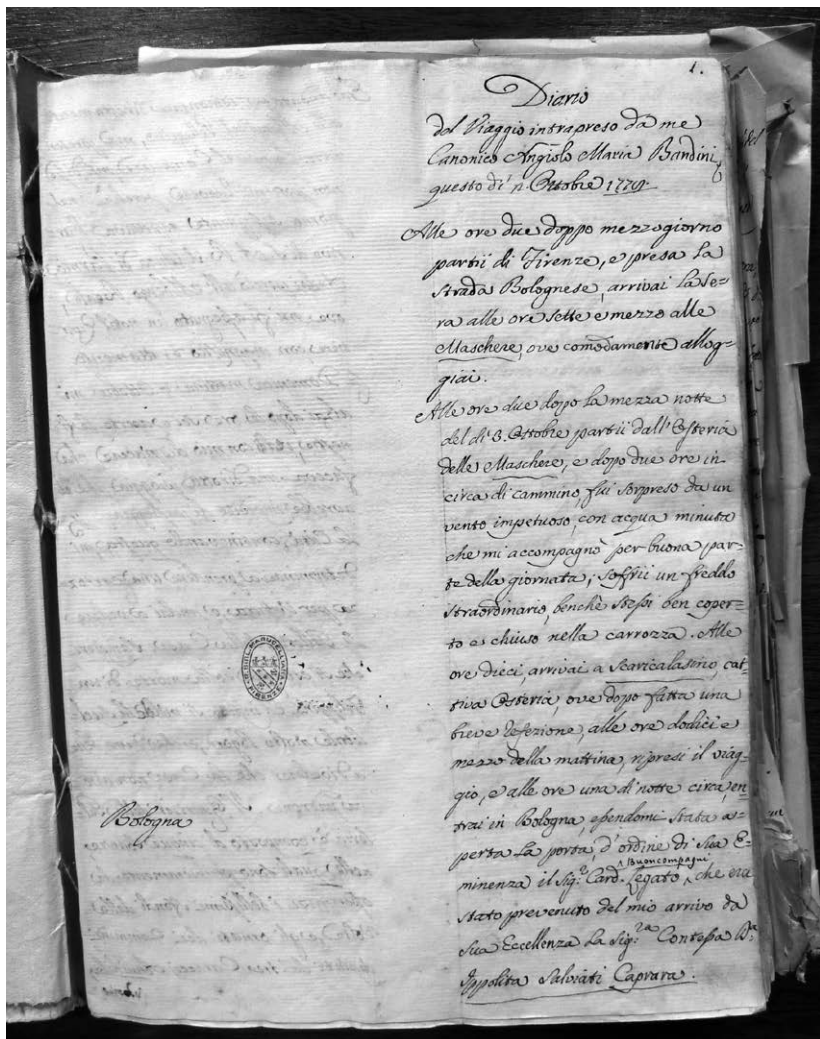 1.
Diario
del Viaggio intrapreso da me
Canonico Angiolo Maria Bandini
questo dì Ottobre
Alle ore due doppo mezzogiorno
partii di Firenze, e presa la
strada Bolognese, arrivai la se=
ra alle ore sette e mezzo alle
Maschere, ove comodamente allog=
giai.
Alle ore due dopo la mezza notte
del dì 8. Ottobre partii dall'Osteria
delle Maschere, e dopo due ore in
circa di cammino, fui sorpreso da un
vento impetuoso, con acqua minuta
che mi accompagnò per buona par=
te della giornata; soffrii un freddo
straordinario, benchè stessi ben coper=
to e chiuso nella carrozza. Alle
ore dieci, arrivai a Scaricalasino, cat=
tiva Osteria, ove dopo fatta una
breve refezione, alle ore dodici e
mezzo della mattina, ripresi il viag=
gio, e alle ore una di notte circa, en=
trai in Bologna, essendomi stata a=
perta la porta, d'ordine di Sua E=
minenza il Sig.r Card. Legato, Buoncompagni che era
stato prevenuto del mio arrivo da
Sua Eccellenza la Sig.ra Contessa D.a
Ippolita Salviati Caprara.
Bologna
BIBL. MARUCELLIANA
FIRENZE